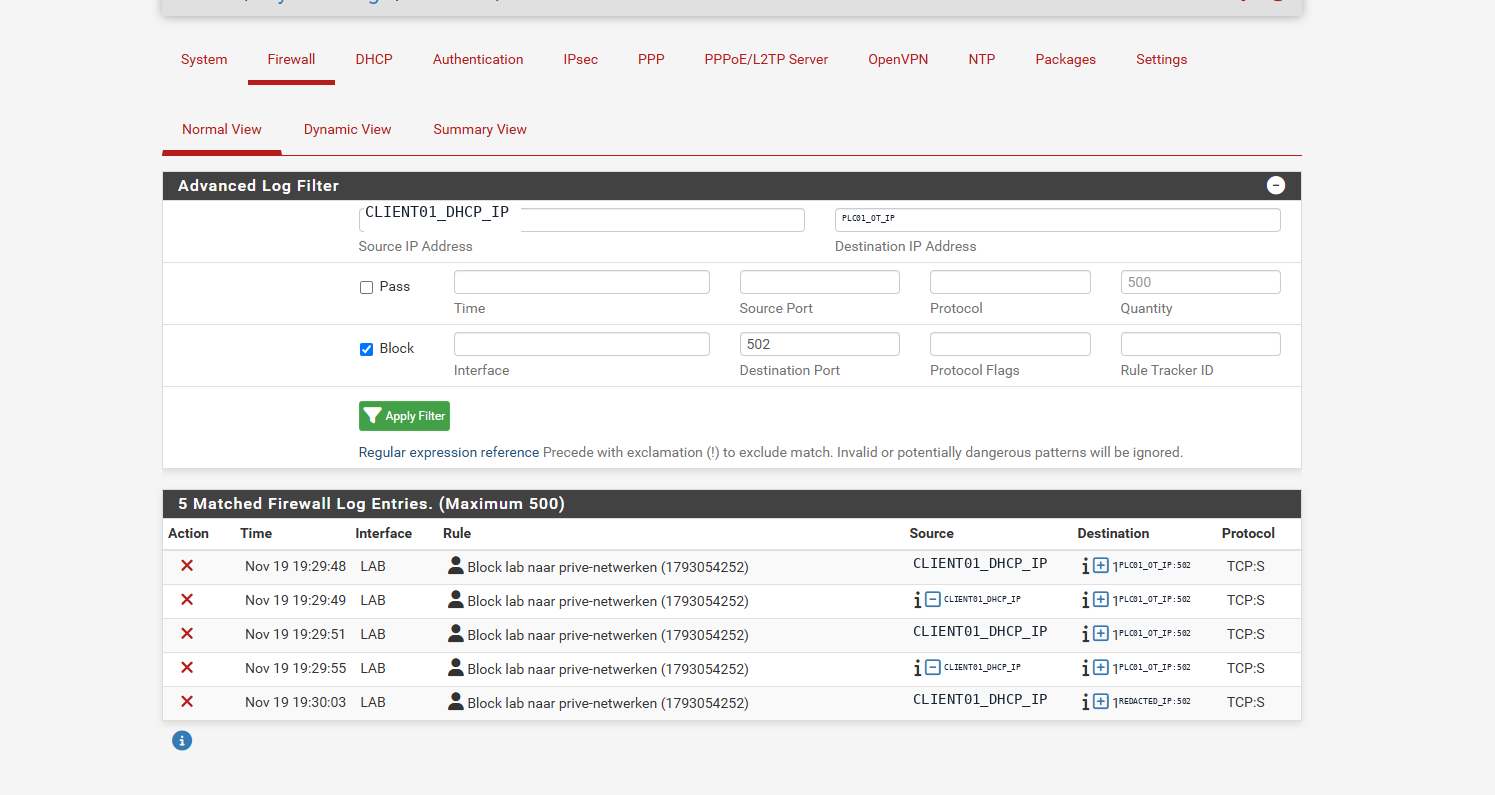 System Firewall DHCP Authentication IPsec PPP PPPoE/L2TP Server OpenVPN NTP Packages Settings
Normal View Dynamic View Summary View
Advanced Log Filter
CLIENT01_DHCP_IP PLC01_OT_IP
Source IP Address Destination IP Address
Pass 500
Time Source Port Protocol Quantity
Block 502
Interface Destination Port Protocol Flags Rule Tracker ID
Apply Filter
Regular expression reference Precede with exclamation (!) to exclude match. Invalid or potentially dangerous patterns will be ignored.
5 Matched Firewall Log Entries. (Maximum 500)
Action Time Interface Rule Source Destination Protocol
Nov 19 19:29:48 LAB Block lab naar prive-netwerken (1793054252) CLIENT01_DHCP_IP 1PLC01_OT_IP:502 TCP:S
Nov 19 19:29:49 LAB Block lab naar prive-netwerken (1793054252) CLIENT01_DHCP_IP 1PLC01_OT_IP:502 TCP:S
Nov 19 19:29:51 LAB Block lab naar prive-netwerken (1793054252) CLIENT01_DHCP_IP 1PLC01_OT_IP:502 TCP:S
Nov 19 19:29:55 LAB Block lab naar prive-netwerken (1793054252) CLIENT01_DHCP_IP 1PLC01_OT_IP:502 TCP:S
Nov 19 19:30:03 LAB Block lab naar prive-netwerken (1793054252) CLIENT01_DHCP_IP 1REDACTED_IP:502 TCP:S